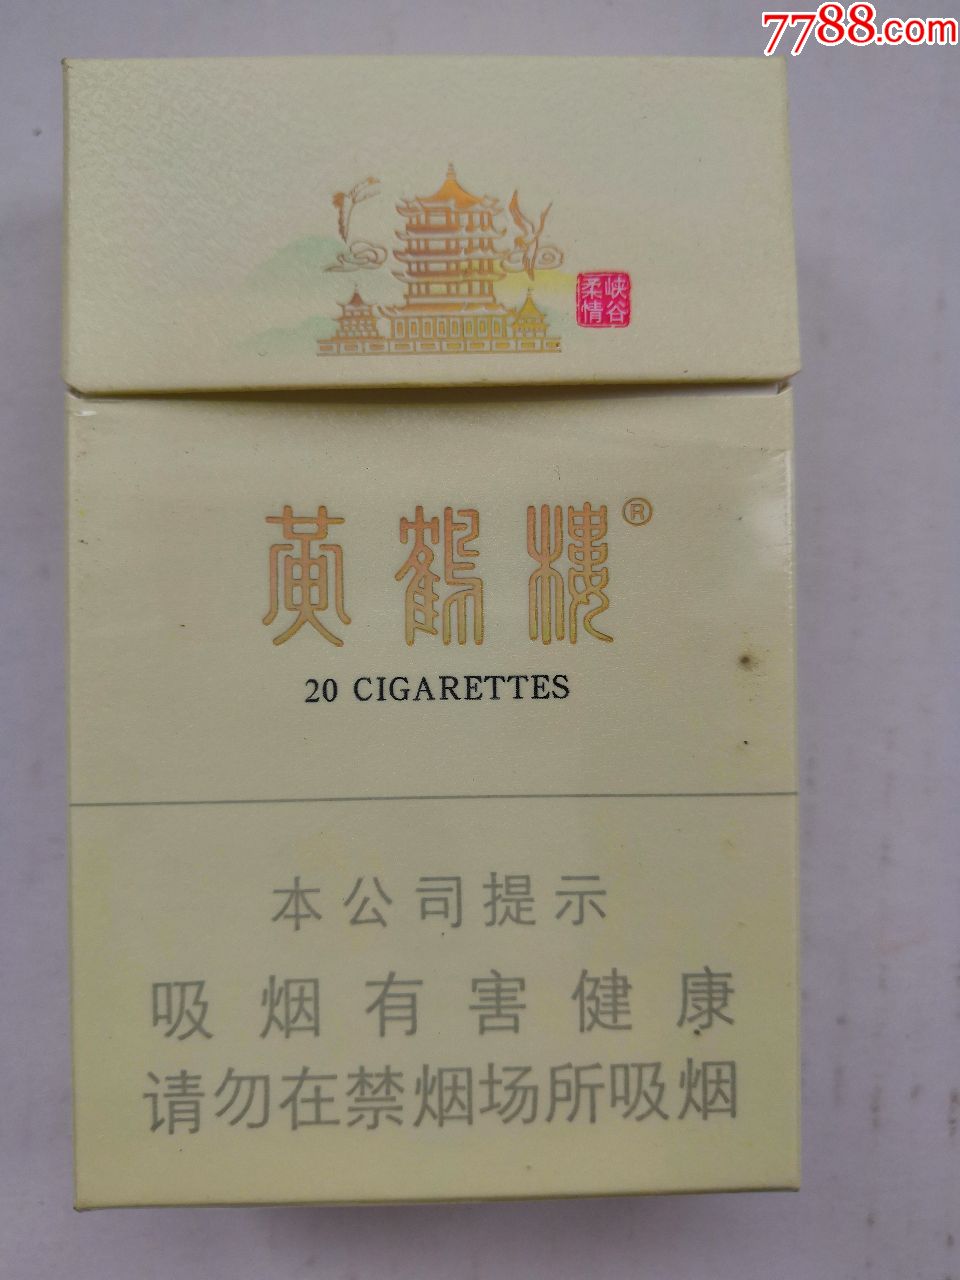 7788.com
峡谷
柔情
黄鹤楼®
20 CIGARETTES
本公司提示
吸烟有害健康
请勿在禁烟场所吸烟